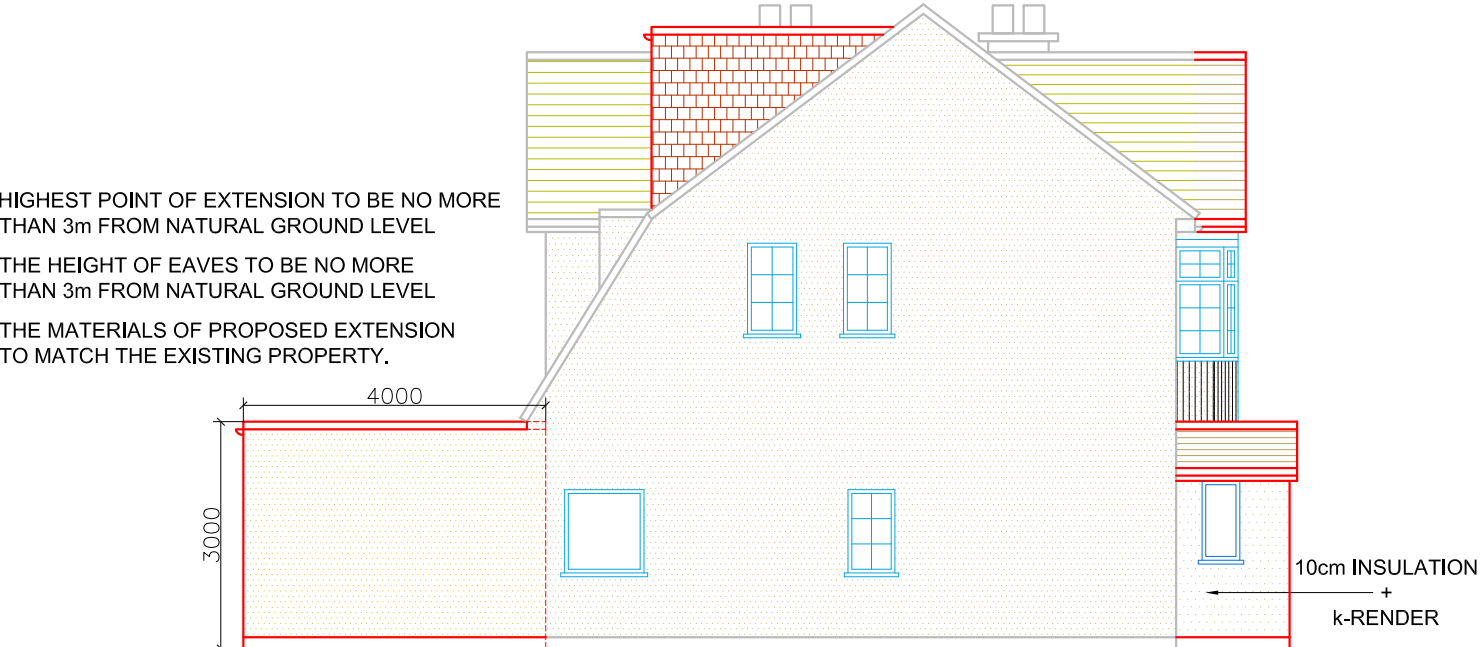 HIGHEST POINT OF EXTENSION TO BE NO MORE
THAN 3m FROM NATURAL GROUND LEVEL
THE HEIGHT OF EAVES TO BE NO MORE
THAN 3m FROM NATURAL GROUND LEVEL
THE MATERIALS OF PROPOSED EXTENSION
TO MATCH THE EXISTING PROPERTY.
4000
3000
10cm INSULATION
+
k-RENDER